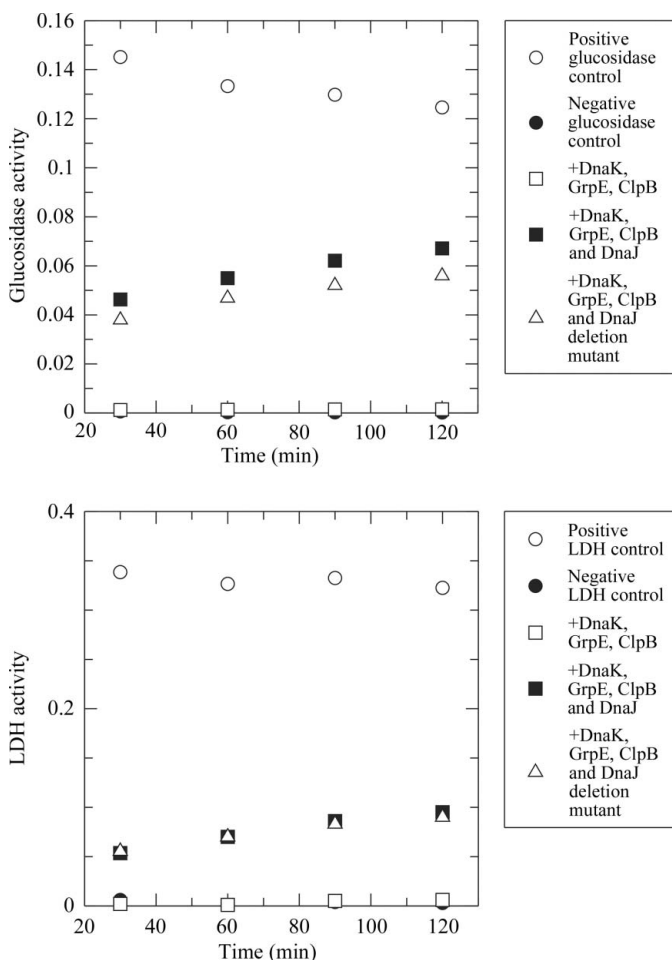 0.16
0.14
0.12
0.1
0.08
0.06
0.04
0.02
0
Glucosidase activity
20 40 60 80 100 120
Time (min)
Positive
glucosidase
control
Negative
glucosidase
control
+DnaK,
GrpE, ClpB
+DnaK,
GrpE, ClpB
and DnaJ
+DnaK,
GrpE, ClpB
and DnaJ
deletion
mutant
0.4
0.2
0
LDH activity
20 40 60 80 100 120
Time (min)
Positive
LDH control
Negative
LDH control
+DnaK,
GrpE, ClpB
+DnaK,
GrpE, ClpB
and DnaJ
+DnaK,
GrpE, ClpB
and DnaJ
deletion
mutant